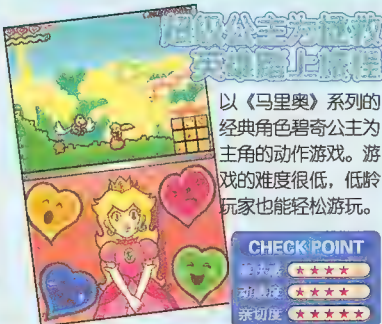 超级公主为拯救
英雄踏上旅程
以《马里奥》系列的
经典角色碧奇公主为
主角的动作游戏。游
戏的难度很低，低龄
玩家也能轻松游玩。
CHECK POINT
★★★★
★★★★
亲切度 ★★★★★